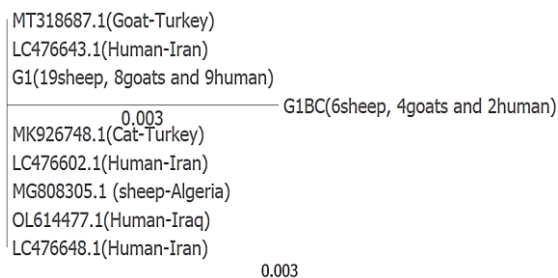 MT318687.1(Goat-Turkey)
LC476643.1(Human-Iran)
G1(19sheep, 8goats and 9human)
G1BC(6sheep, 4goats and 2human)
0.003
MK926748.1(Cat-Turkey)
LC476602.1(Human-Iran)
MG808305.1 (sheep-Algeria)
OL614477.1(Human-Iraq)
LC476648.1(Human-Iran)
0.003